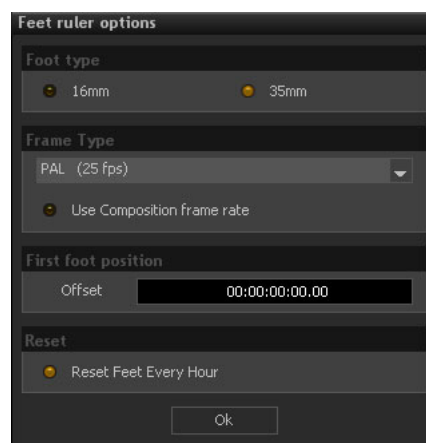 Feet ruler options
Foot type
16mm 35mm
Frame Type
PAL (25 fps)
Use Composition frame rate
First foot position
Offset 00:00:00:00.00
Reset
Reset Feet Every Hour
Ok